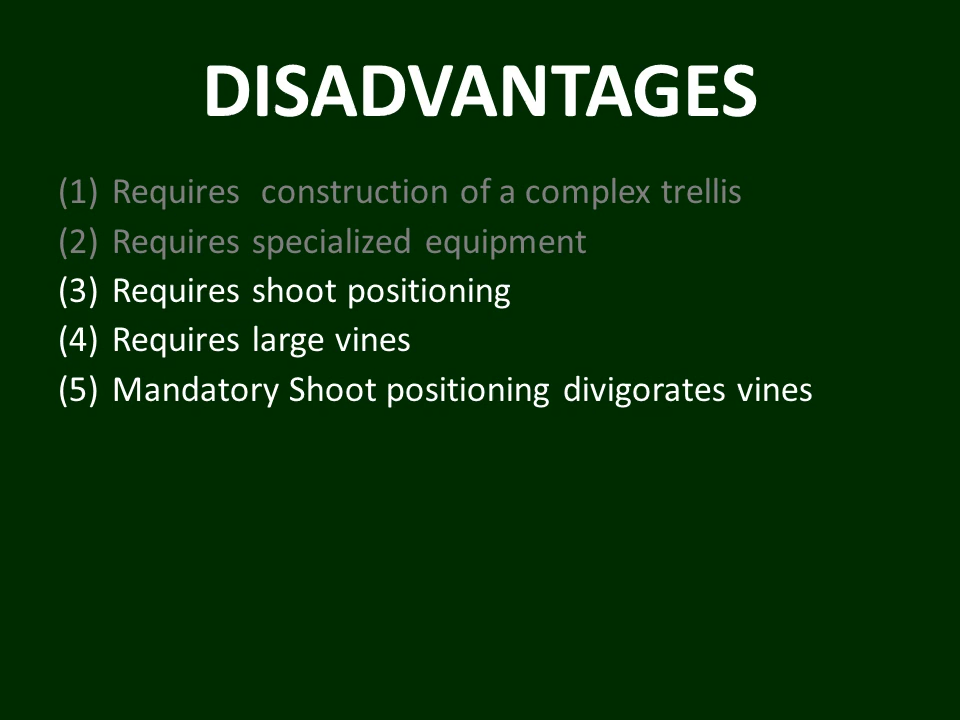 DISADVANTAGES
(1) Requires  construction of a complex trellis
(2) Requires specialized equipment
(3) Requires shoot positioning
(4) Requires large vines
(5) Mandatory Shoot positioning divigorates vines